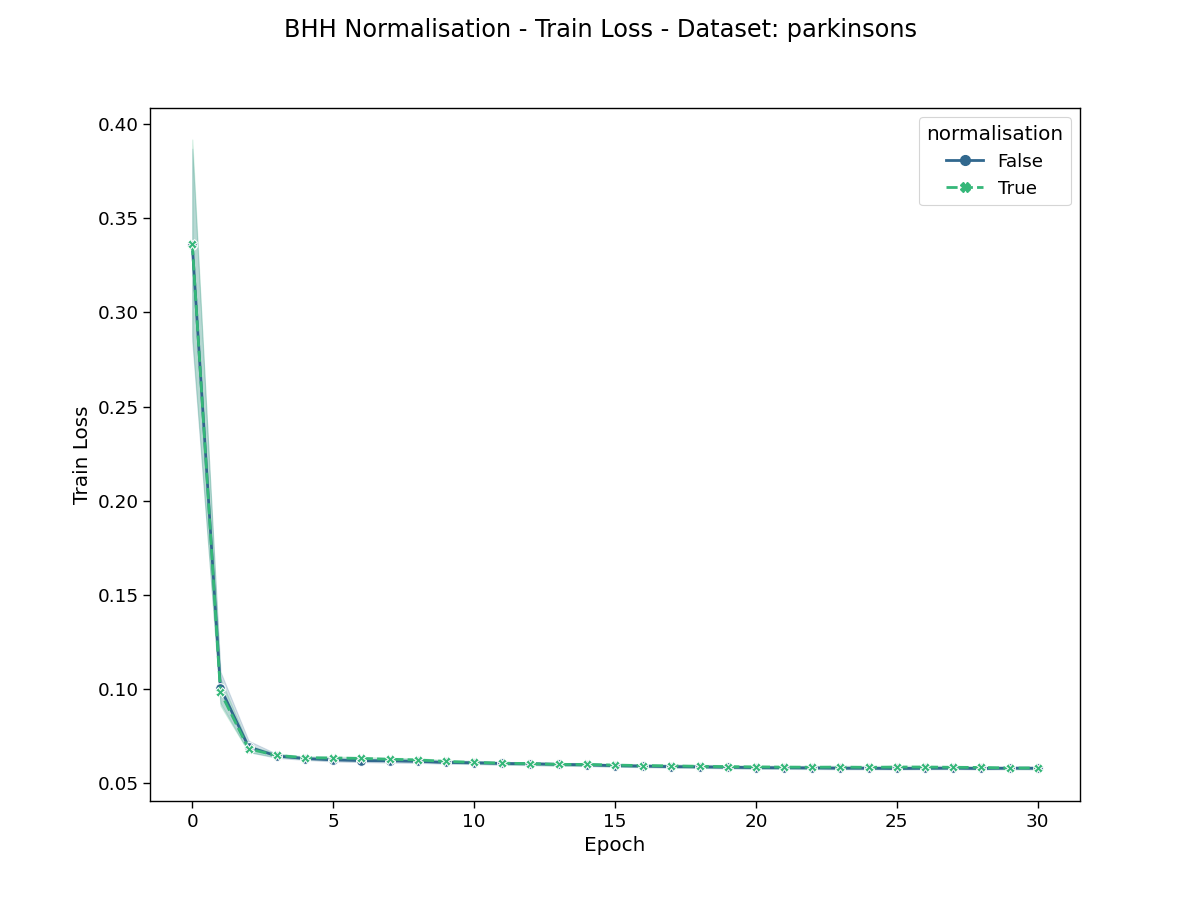 BHH Normalisation - Train Loss - Dataset: parkinsons
normalisation
False
True
0.40
0.35
0.30
0.25
0.20
0.15
0.10
0.05
Train Loss
0 5 10 15 20 25 30
Epoch